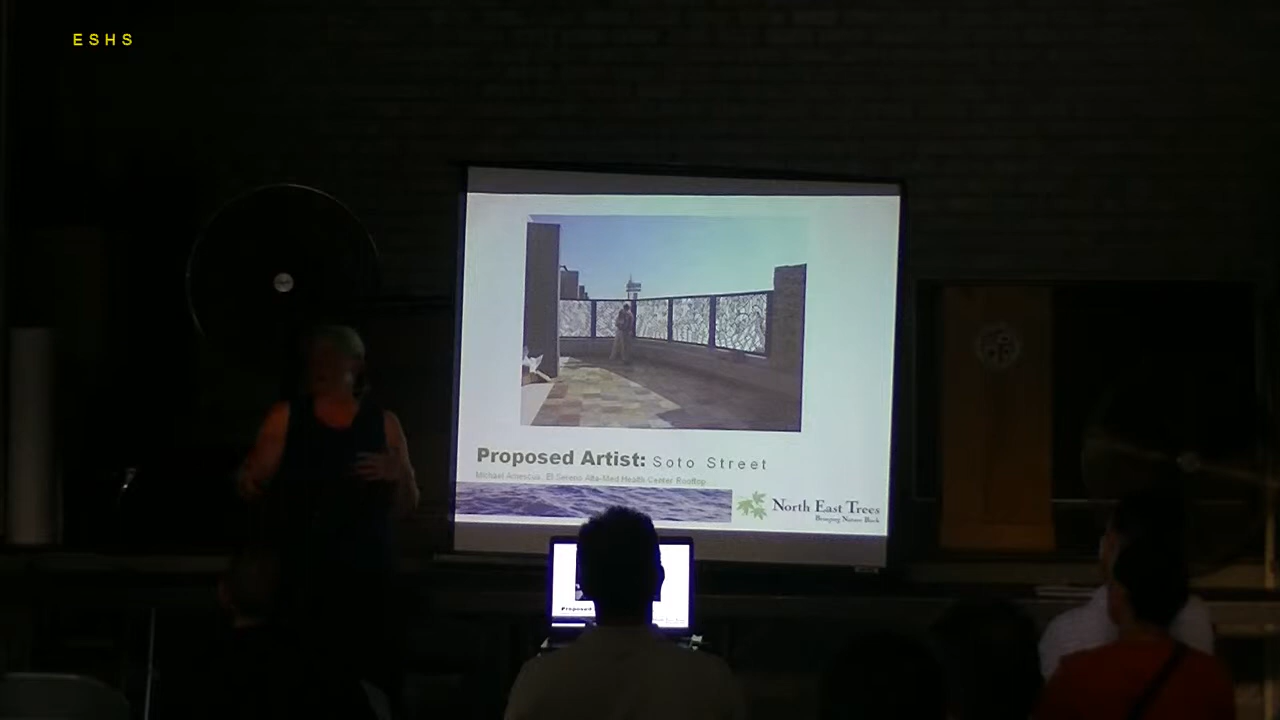 ESHS
Proposed Artist: Soto Street
Michael Amescua, El Sereno Alta-Med Health Center Rooftop
North East Trees
Bringing Nature Back
Proposed